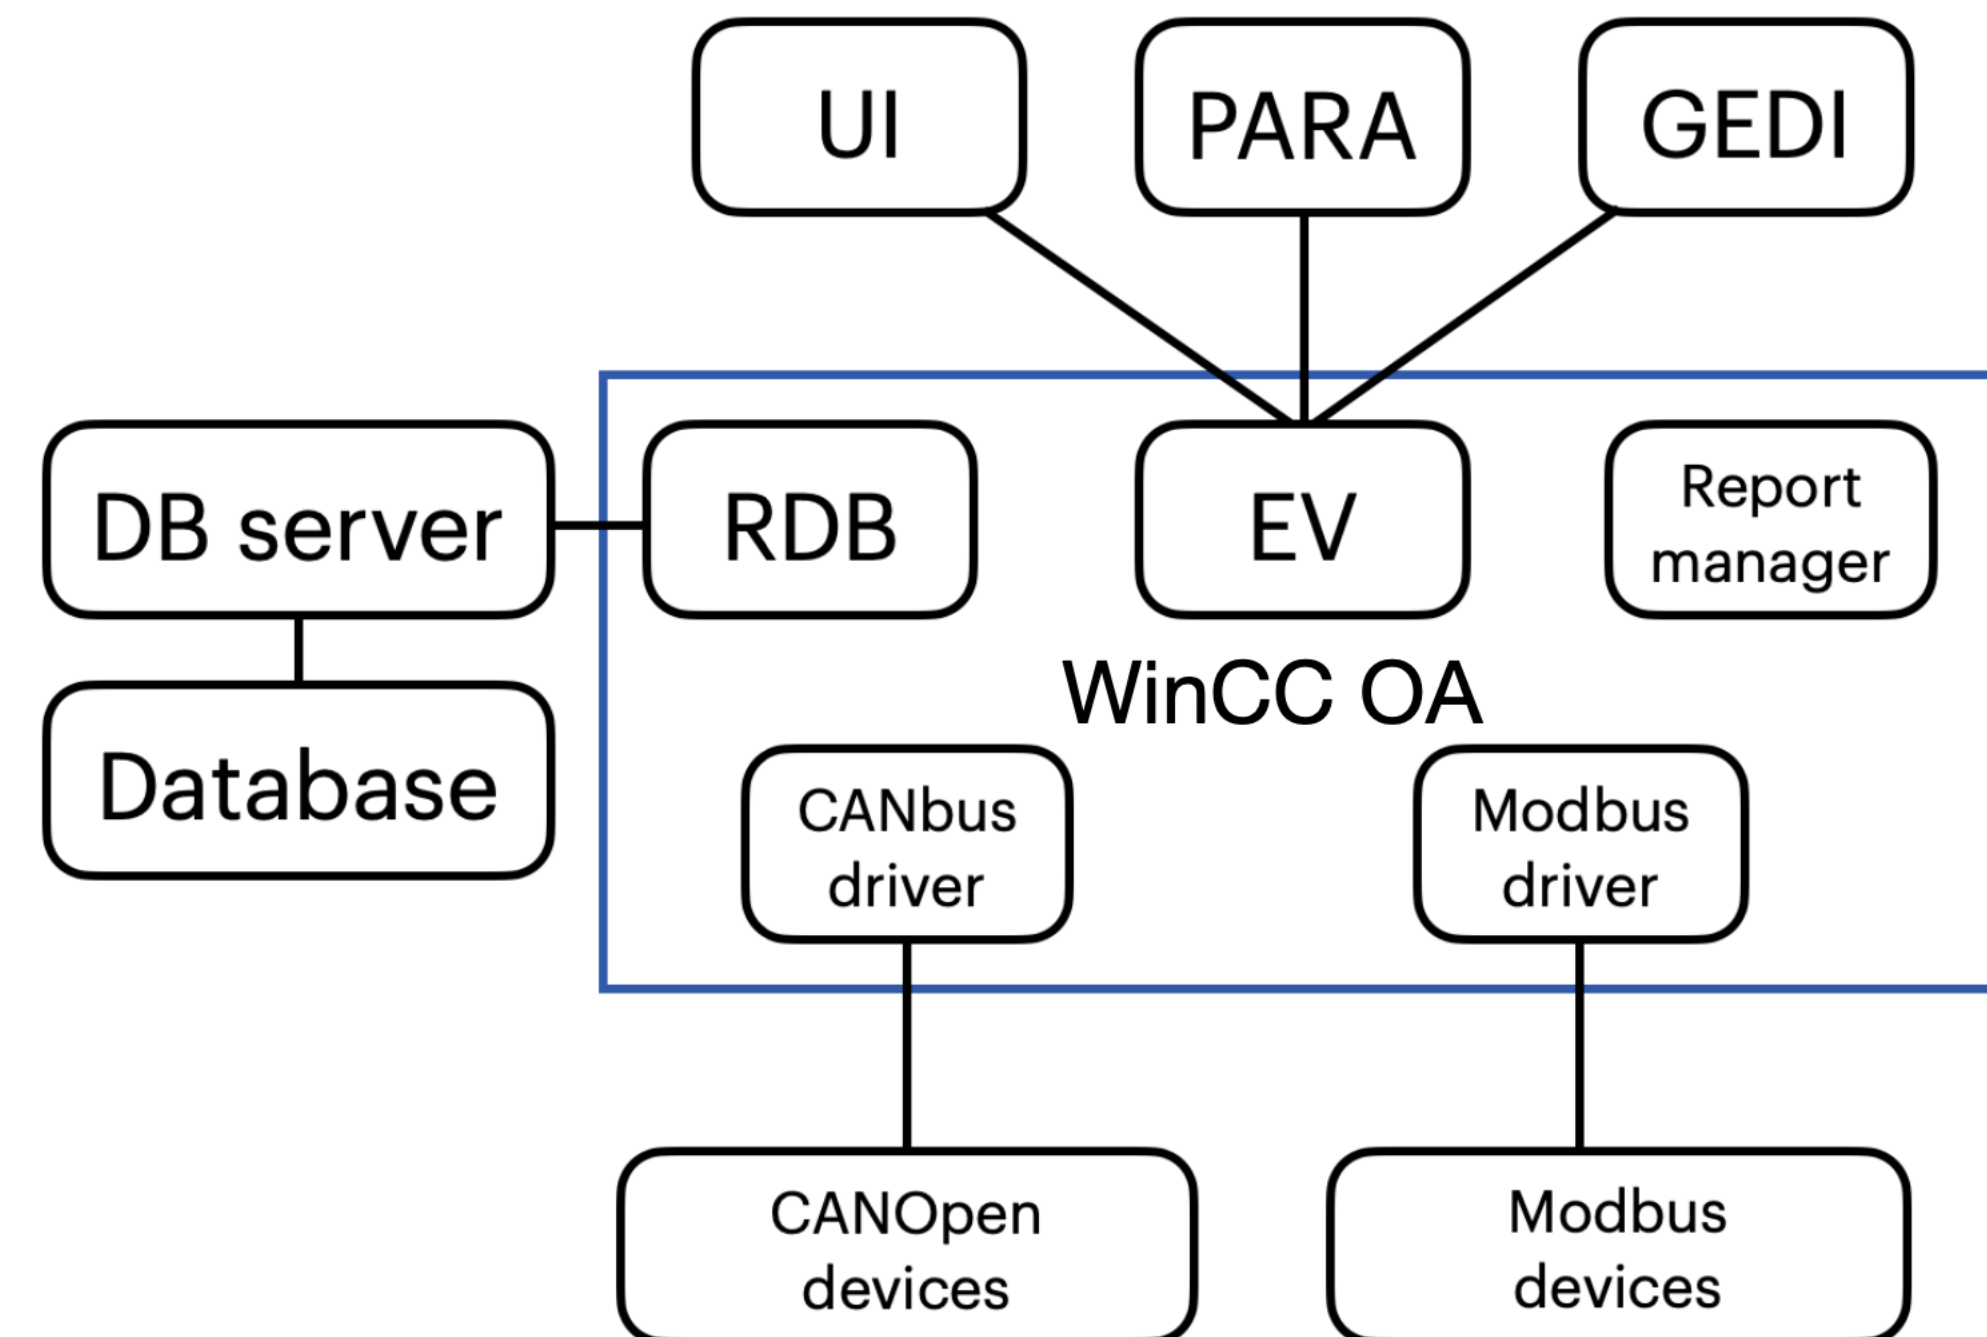 UI
PARA
GEDI
DB server
RDB
EV
Report
manager
WinCC OA
Database
CANbus
driver
Modbus
driver
CANOpen
devices
Modbus
devices